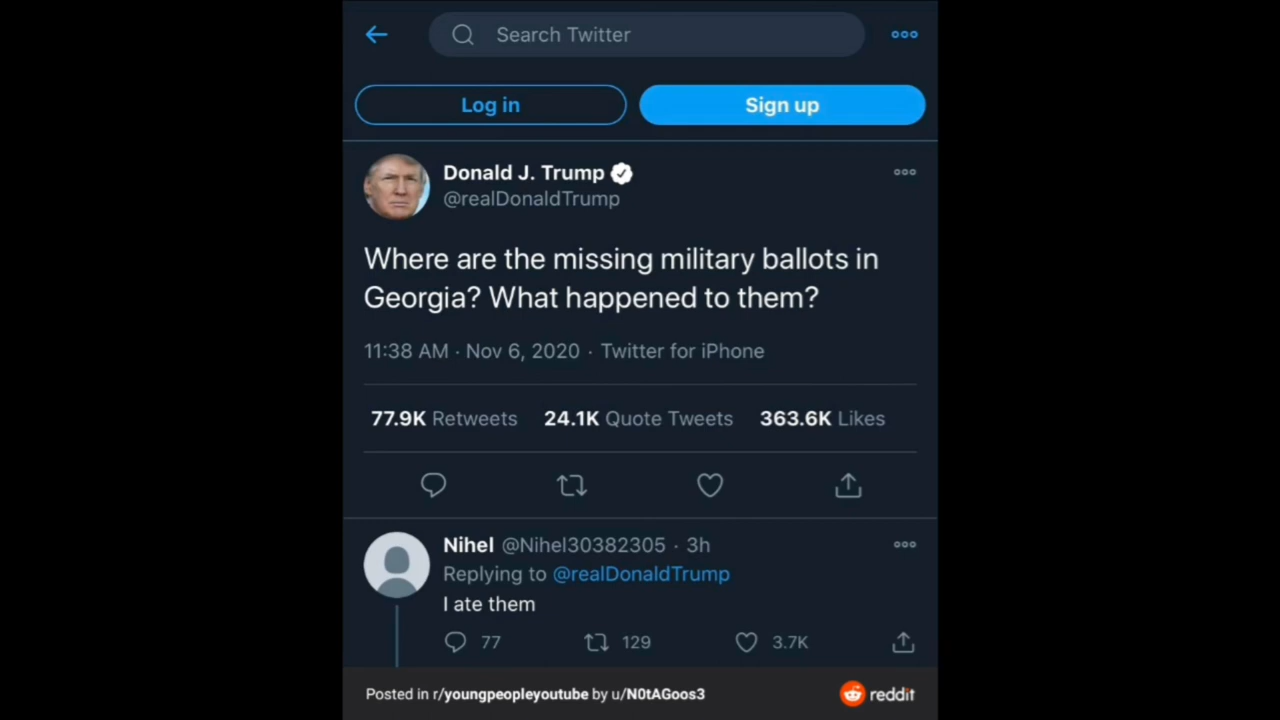 Search Twitter
Log in
Sign up
Donald J. Trump
@realDonaldTrump
Where are the missing military ballots in
Georgia? What happened to them?
11:38 AM · Nov 6, 2020 · Twitter for iPhone
77.9K Retweets 24.1K Quote Tweets 363.6K Likes
Nihel @Nihel30382305 · 3h
Replying to @realDonaldTrump
I ate them
77 129 3.7K
Posted in r/youngpeopleyoutube by u/N0tAGoos3
reddit